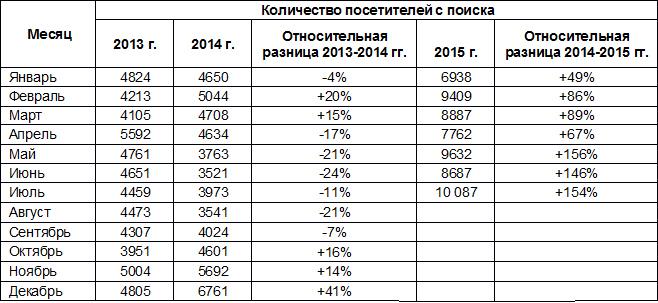 Месяц
Количество посетителей с поиска
2013 г. 2014 г. Относительная разница 2013-2014 гг. 2015 г. Относительная разница 2014-2015 гг.
Январь 4824 4650 -4% 6938 +49%
Февраль 4213 5044 +20% 9409 +86%
Март 4105 4708 +15% 8887 +89%
Апрель 5592 4634 -17% 7762 +67%
Май 4761 3763 -21% 9632 +156%
Июнь 4651 3521 -24% 8687 +146%
Июль 4459 3973 -11% 10 087 +154%
Август 4473 3541 -21%
Сентябрь 4307 4024 -7%
Октябрь 3951 4601 +16%
Ноябрь 5004 5692 +14%
Декабрь 4805 6761 +41%